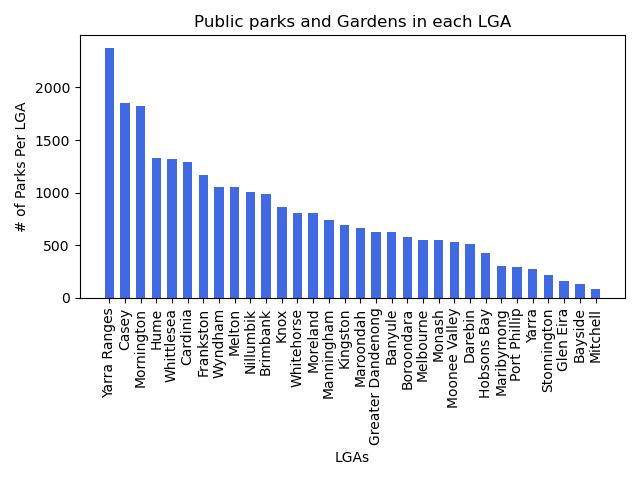 Public parks and Gardens in each LGA
# of Parks Per LGA
2000
1500
1000
500
0
Yarra Ranges
Casey
Mornington
Hume
Whittlesea
Cardinia
Frankston
Wyndham
Melton
Nillumbik
Brimbank
Knox
Whitehorse
Moreland
Manningham
Kingston
Maroondah
Greater Dandenong
Banyule
Boroondara
Melbourne
Monash
Moonee Valley
Darebin
Hobsons Bay
Maribyrnong
Port Phillip
Yarra
Stonnington
Glen Eirra
Bayside
Mitchell
LGAs